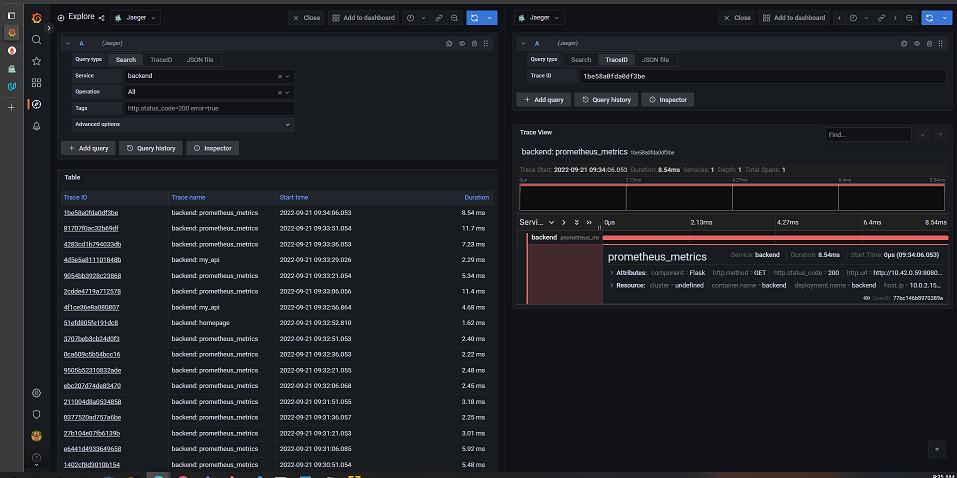 Explore
Jaeger
Close
Add to dashboard
A (Jaeger)
Query type Search TraceID JSON file
Service backend
Operation All
Tags http.status_code=200 error=true
Advanced options
Add query Query history Inspector
Table
Trace ID Trace name Start time Duration
1be58a0fda0df3be backend: prometheus_metrics 2022-09-21 09:34:06.053 8.54 ms
81707f0ac32b69df backend: prometheus_metrics 2022-09-21 09:33:51.054 11.7 ms
4283cd1b794033db backend: prometheus_metrics 2022-09-21 09:33:36.053 7.23 ms
4d5e5a811101848b backend: my_api 2022-09-21 09:33:29.026 2.29 ms
9054bb3928c23868 backend: prometheus_metrics 2022-09-21 09:33:21.054 5.34 ms
2cdde4719a712578 backend: prometheus_metrics 2022-09-21 09:33:06.056 11.4 ms
4f1ce36e8a080807 backend: my_api 2022-09-21 09:32:56.864 4.68 ms
51efd805fe191dc8 backend: homepage 2022-09-21 09:32:52.810 1.62 ms
3707beb3cb24d0f3 backend: prometheus_metrics 2022-09-21 09:32:51.053 2.40 ms
0ca609c5b54bcc16 backend: prometheus_metrics 2022-09-21 09:32:36.053 2.22 ms
9505b52310832ade backend: prometheus_metrics 2022-09-21 09:32:21.055 2.48 ms
ebc207d74de83470 backend: prometheus_metrics 2022-09-21 09:32:06.068 2.45 ms
211004d8a0534858 backend: prometheus_metrics 2022-09-21 09:31:51.055 3.18 ms
0377520ad757a6be backend: prometheus_metrics 2022-09-21 09:31:36.057 2.25 ms
27b104e07fb6139b backend: prometheus_metrics 2022-09-21 09:31:21.053 3.01 ms
e6441d4933649658 backend: prometheus_metrics 2022-09-21 09:31:06.085 5.92 ms
1402cf8d3010b154 backend: prometheus_metrics 2022-09-21 09:30:51.054 5.48 ms
Jaeger
Close
Add to dashboard
A (Jaeger)
Query type Search TraceID JSON file
Trace ID 1be58a0fda0df3be
Add query Query history Inspector
Trace View
Find...
backend: prometheus_metrics 1be58a0fda0df3be
Trace Start: 2022-09-21 09:34:06.053 Duration: 8.54ms Services: 1 Depth: 1 Total Spans: 1
0μs 2.13ms 4.27ms 6.4ms 8.54ms
Servi... 0μs 2.13ms 4.27ms 6.4ms 8.54ms
backend prometheus_me
prometheus_metrics Service: backend Duration: 8.54ms Start Time: 0μs (09:34:06.053)
Attributes: component = Flask http.method = GET http.status_code = 200 http.url = http://10.42.0.59:8080...
Resource: cluster = undefined container.name = backend deployment.name = backend host.ip = 10.0.2.15...
SpanID: 77bc146b8970389a